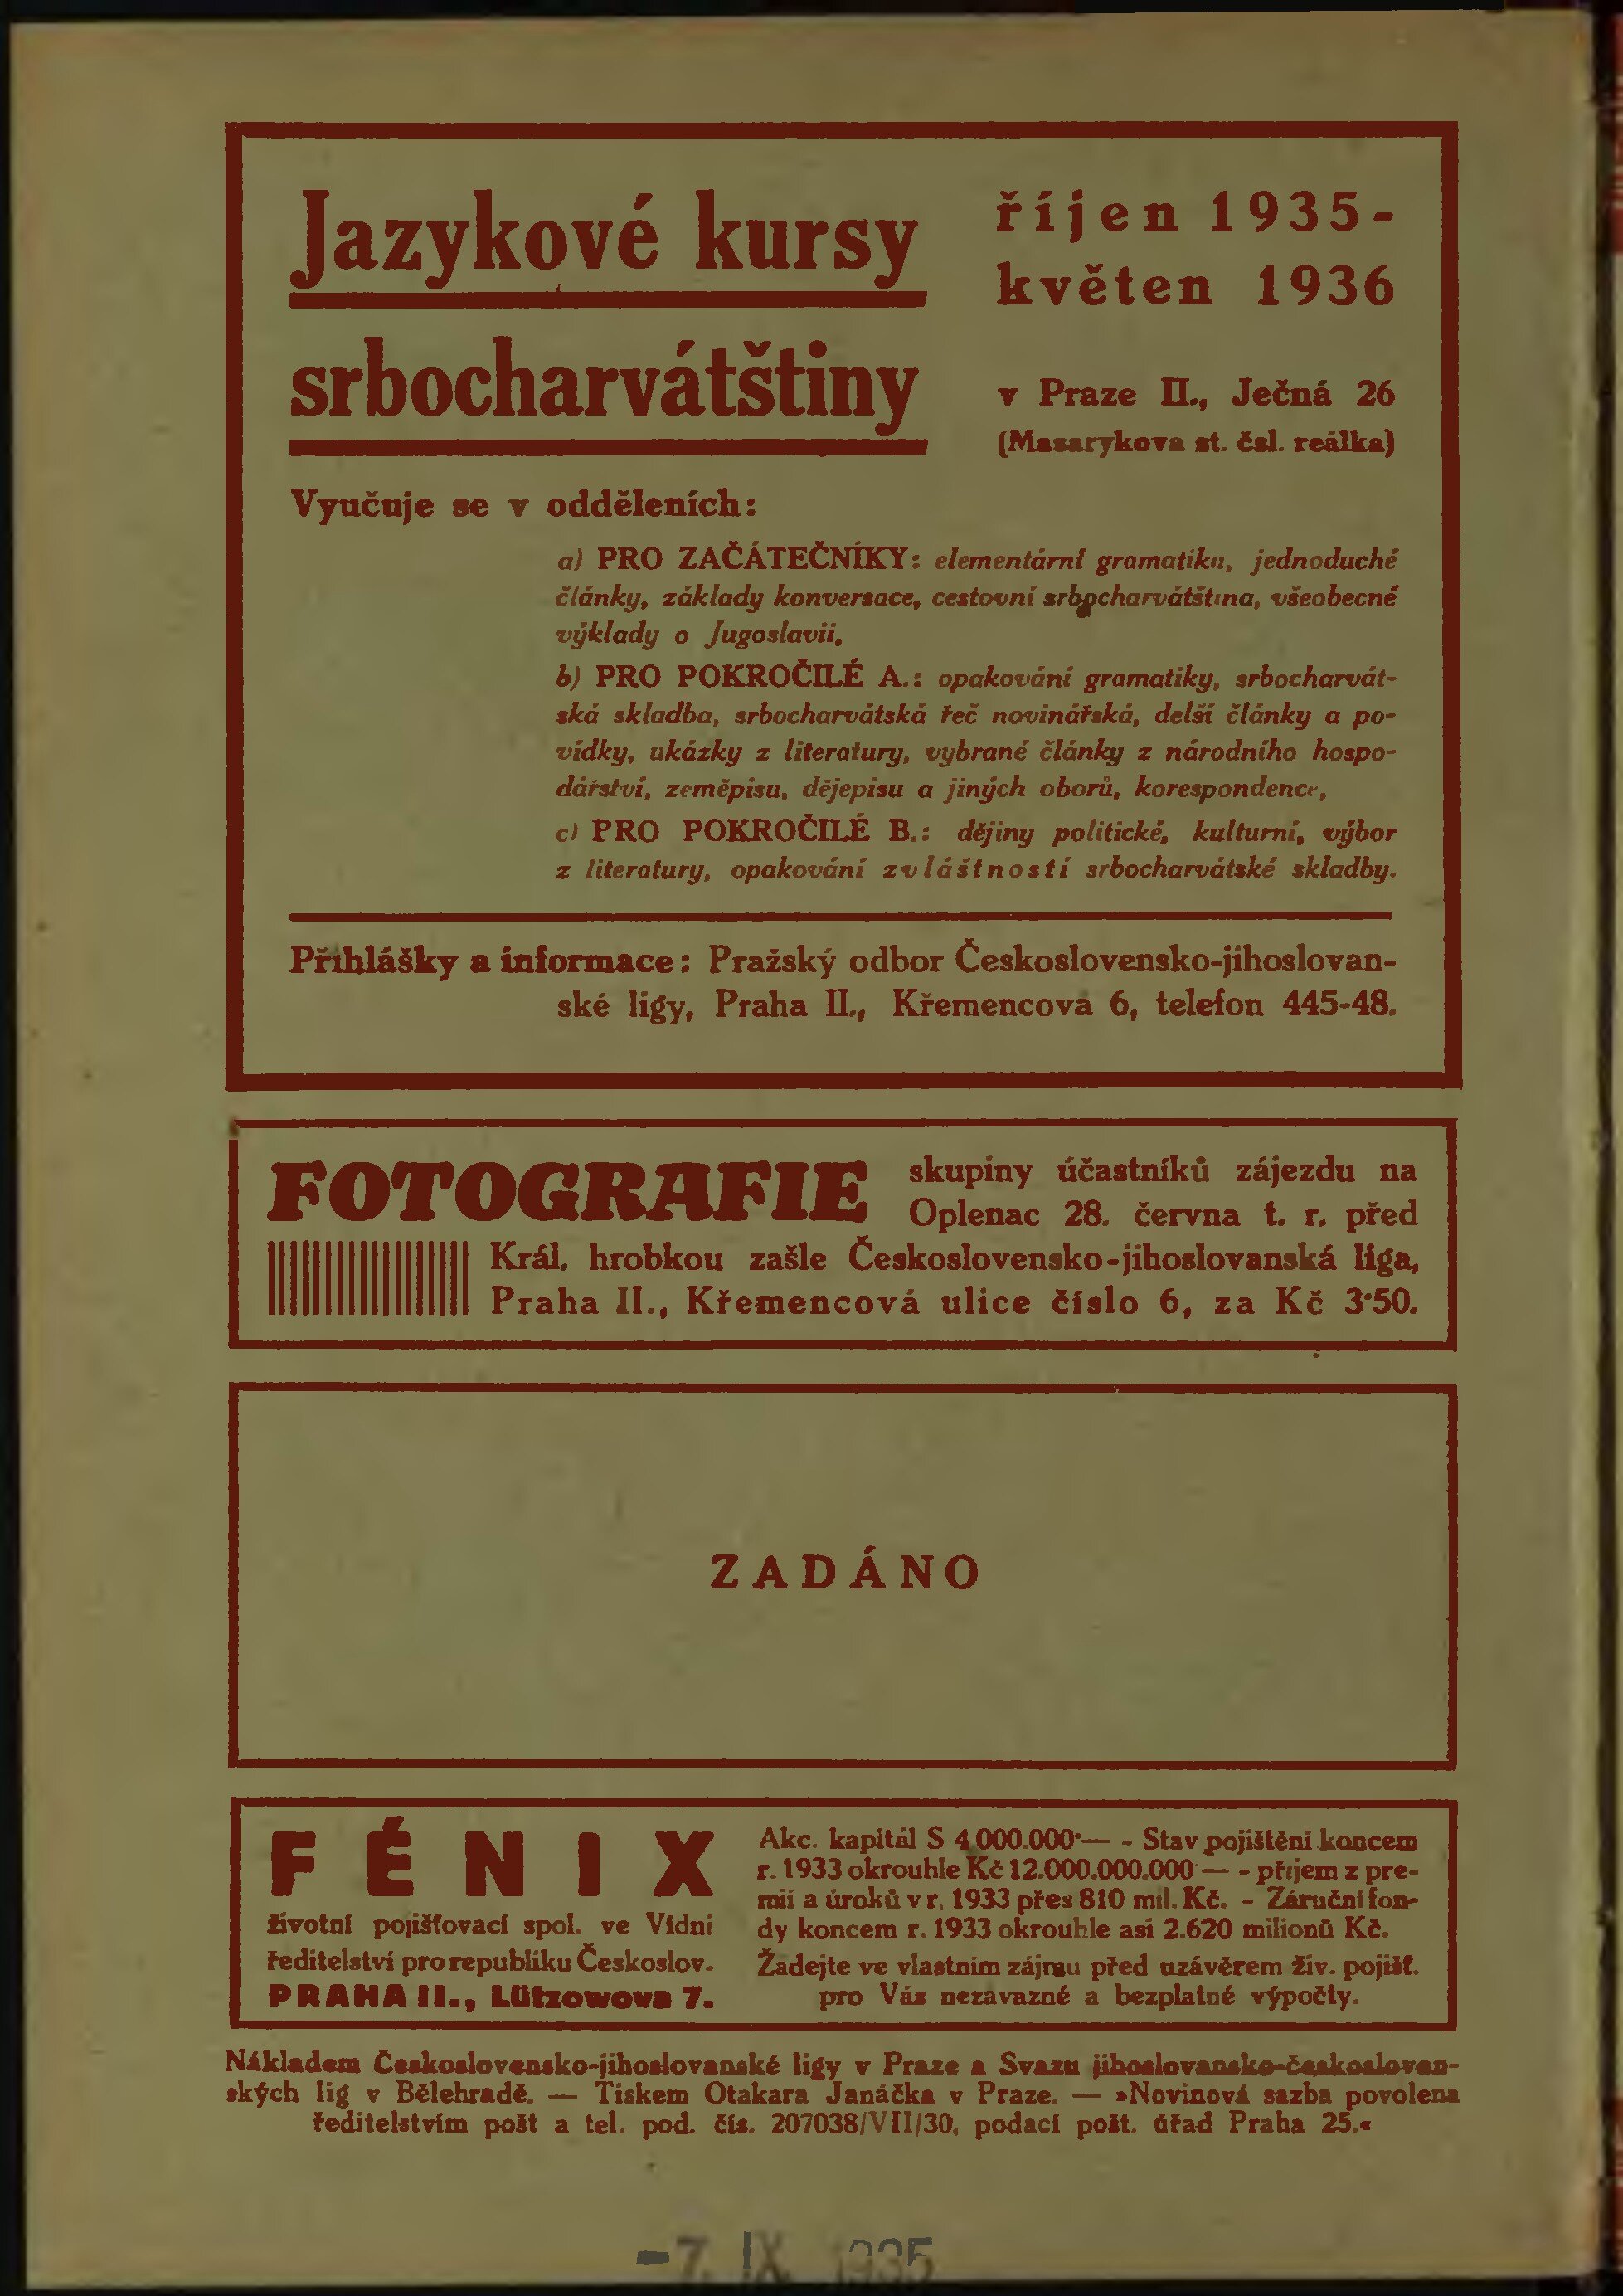 Jazykové kursy
srbocharvátštiny
říjen 1935-
květen 1936
v Praze II., Ječná 26
(Masarykova st. čsl. reálka)
Vyučuje se v odděleních:
a) PRO ZAČÁTEČNÍKY: elementární gramatika, jednoduché
články, základy konversace, cestovní srbocharvátština, všeobecné
výklady o Jugoslavii,
b) PRO POKROČILÉ A.: opakování gramatiky, srbocharvát-
ská skladba, srbocharvátská řeč novinářská, delší články a po-
vídky, ukázky z literatury, vybrané články z národního hospo-
dářství, zeměpisu, dějepisu a jiných oborů, korespondence,
c) PRO POKROČILÉ B.: dějiny politické, kulturní, výbor
z literatury, opakování zvláštností srbocharvátské skladby.
Přihlášky a informace: Pražský odbor Československo-jihoslovan-
ské ligy, Praha II., Křemencová 6, telefon 445-48.
FOTOGRAFIE skupiny účastníků zájezdu na
Oplenac 28. června t. r. před
Král. hrobkou zašle Československo-jihoslovanská liga,
Praha II., Křemencová ulice číslo 6, za Kč 3·50.
ZADÁNO
FÉNIX
životní pojišťovací spol. ve Vídni
ředitelství pro republiku Českoslov.
PRAHA II., Lützowova 7.
Akc. kapitál S 4,000.000·— - Stav pojištění koncem
r. 1933 okrouhle Kč 12.000,000.000·— - příjem z pre-
mií a úroků v r. 1933 přes 810 mil. Kč. - Záruční fon-
dy koncem r. 1933 okrouhle asi 2.620 milionů Kč.
Žádejte ve vlastním zájmu před uzávěrem živ. pojišť.
pro Vás nezávazné a bezplatné výpočty.
Nákladem Československo-jihoslovanské ligy v Praze a Svazu jihoslovansko-českosloven-
ských lig v Bělehradě. — Tiskem Otakara Janáčka v Praze. — »Novinová sazba povolena
ředitelstvím pošt a tel. pod. čís. 207038/VII/30, podací pošt. úřad Praha 25.«
-7. IX. 1935